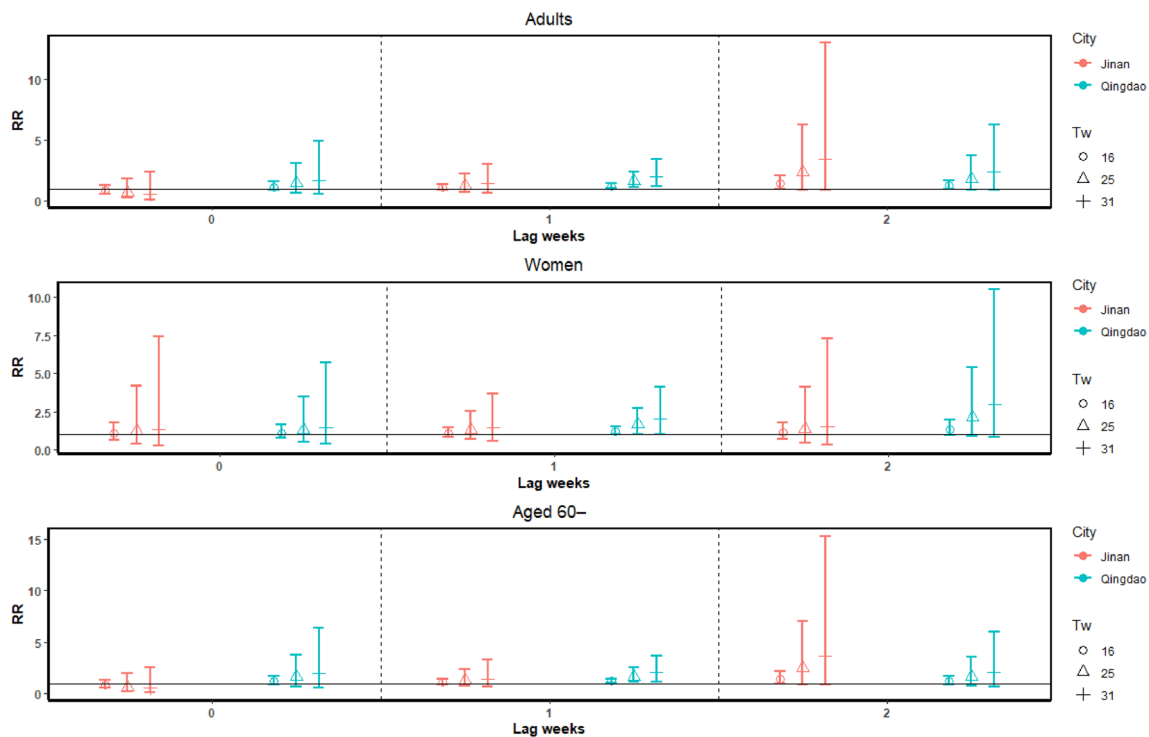 Adults
RR
10
5
0
0
1
2
Lag weeks
City
Jinan
Qingdao
Tw
16
25
31
Women
RR
10.0
7.5
5.0
2.5
0.0
0
1
2
Lag weeks
City
Jinan
Qingdao
Tw
16
25
31
Aged 60–
RR
15
10
5
0
0
1
2
Lag weeks
City
Jinan
Qingdao
Tw
16
25
31